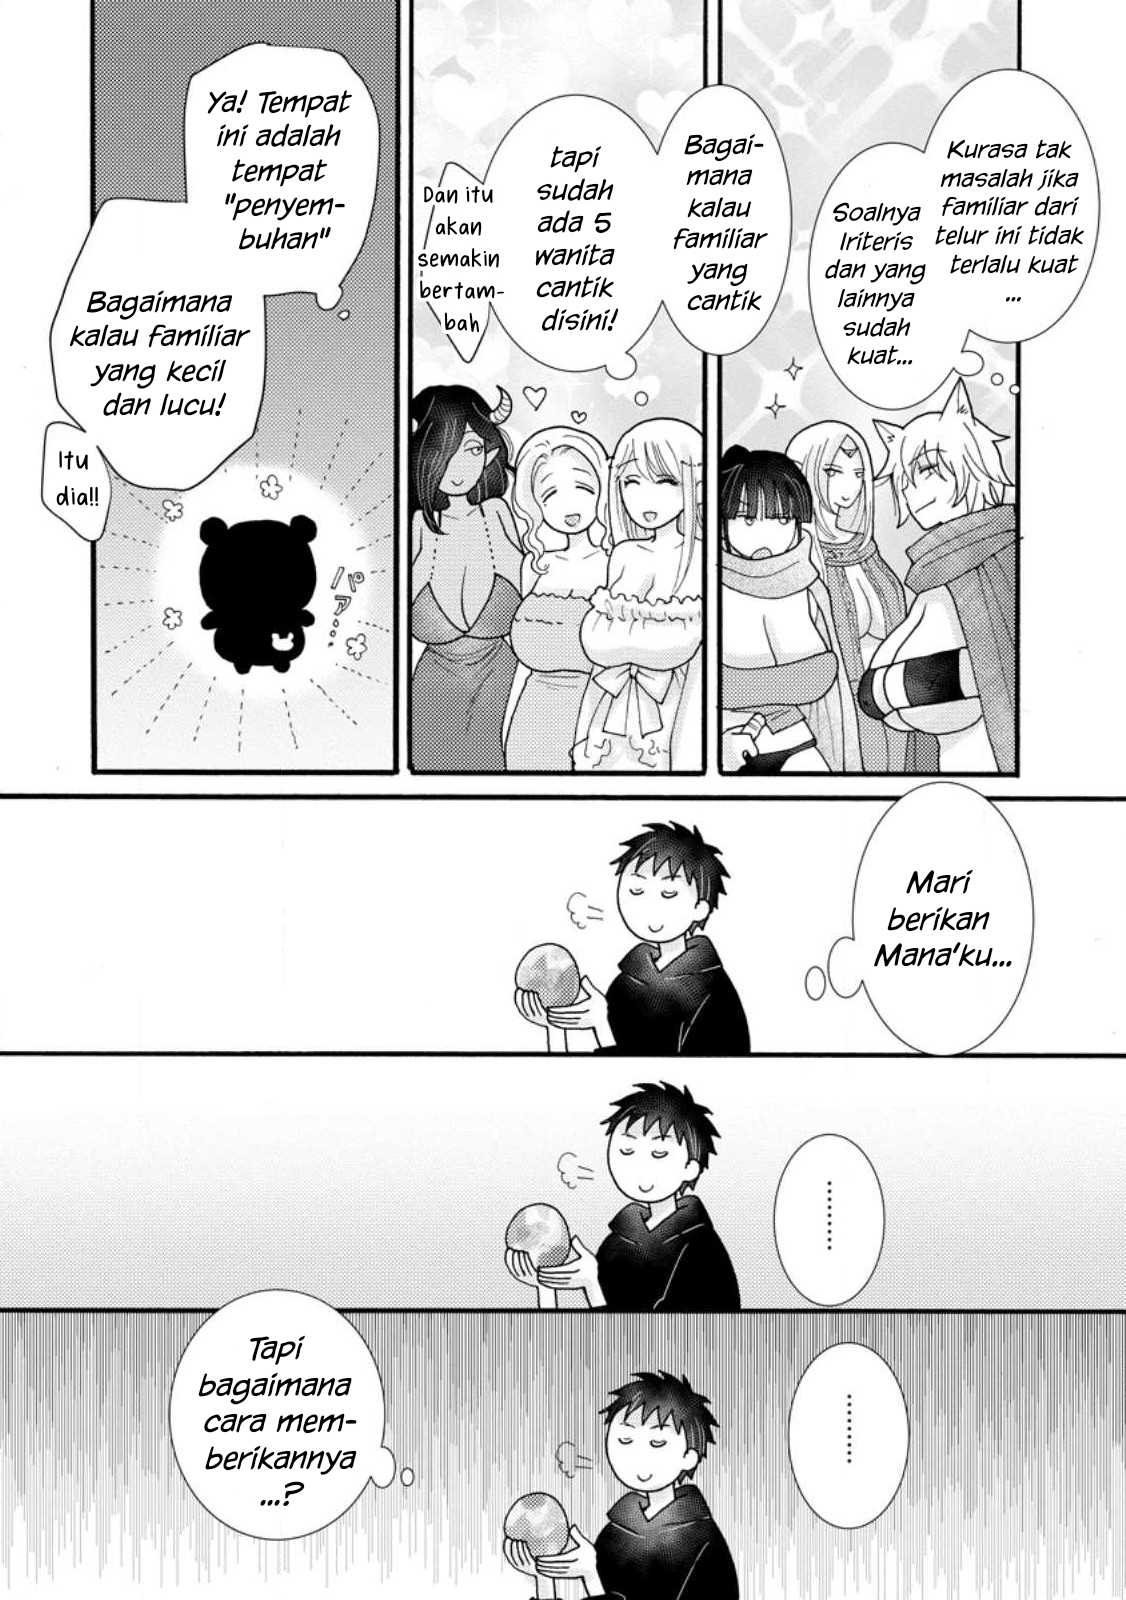 Kurasa tak
masalah jika
familiar dari
telur ini tidak
terlalu kuat
...
Soalnya
Iriteris
dan yang
lainnya
sudah
kuat...
Bagai-
mana
kalau
familiar
yang
cantik
tapi
sudah
ada 5
wanita
cantik
disini!
Dan itu
akan
semakin
bertam-
bah
Ya! Tempat
ini adalah
tempat
"penyem-
buhan"
Bagaimana
kalau familiar
yang kecil
dan lucu!
Itu
dia!!
パァ...
Mari
berikan
Mana'ku...
.........
.........
Tapi
bagaimana
cara mem-
berikannya
...?